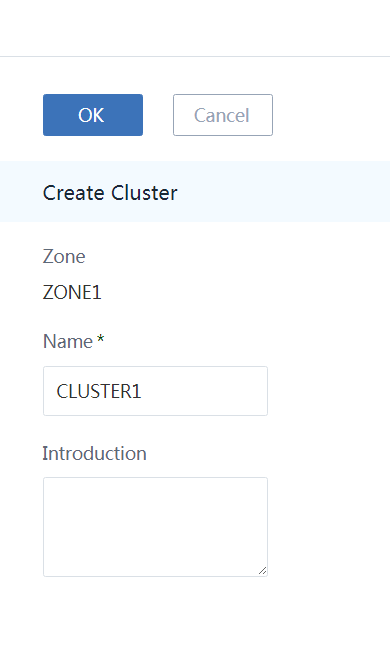 OK Cancel
Create Cluster
Zone
ZONE1
Name *
CLUSTER1
Introduction